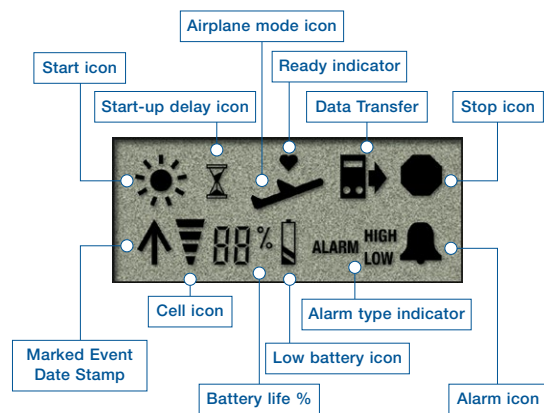 Airplane mode icon
Start icon
Ready indicator
Start-up delay icon
Data Transfer
Stop icon
88%
ALARM
HIGH
LOW
Cell icon
Alarm type indicator
Marked Event
Date Stamp
Low battery icon
Battery life %
Alarm icon